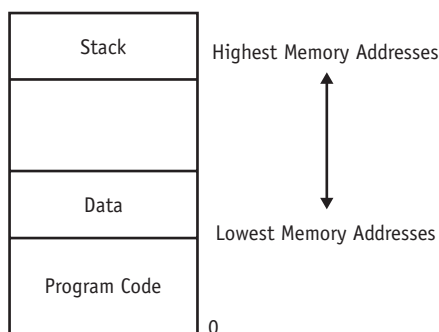 Stack
Highest Memory Addresses
Data
Lowest Memory Addresses
Program Code
0